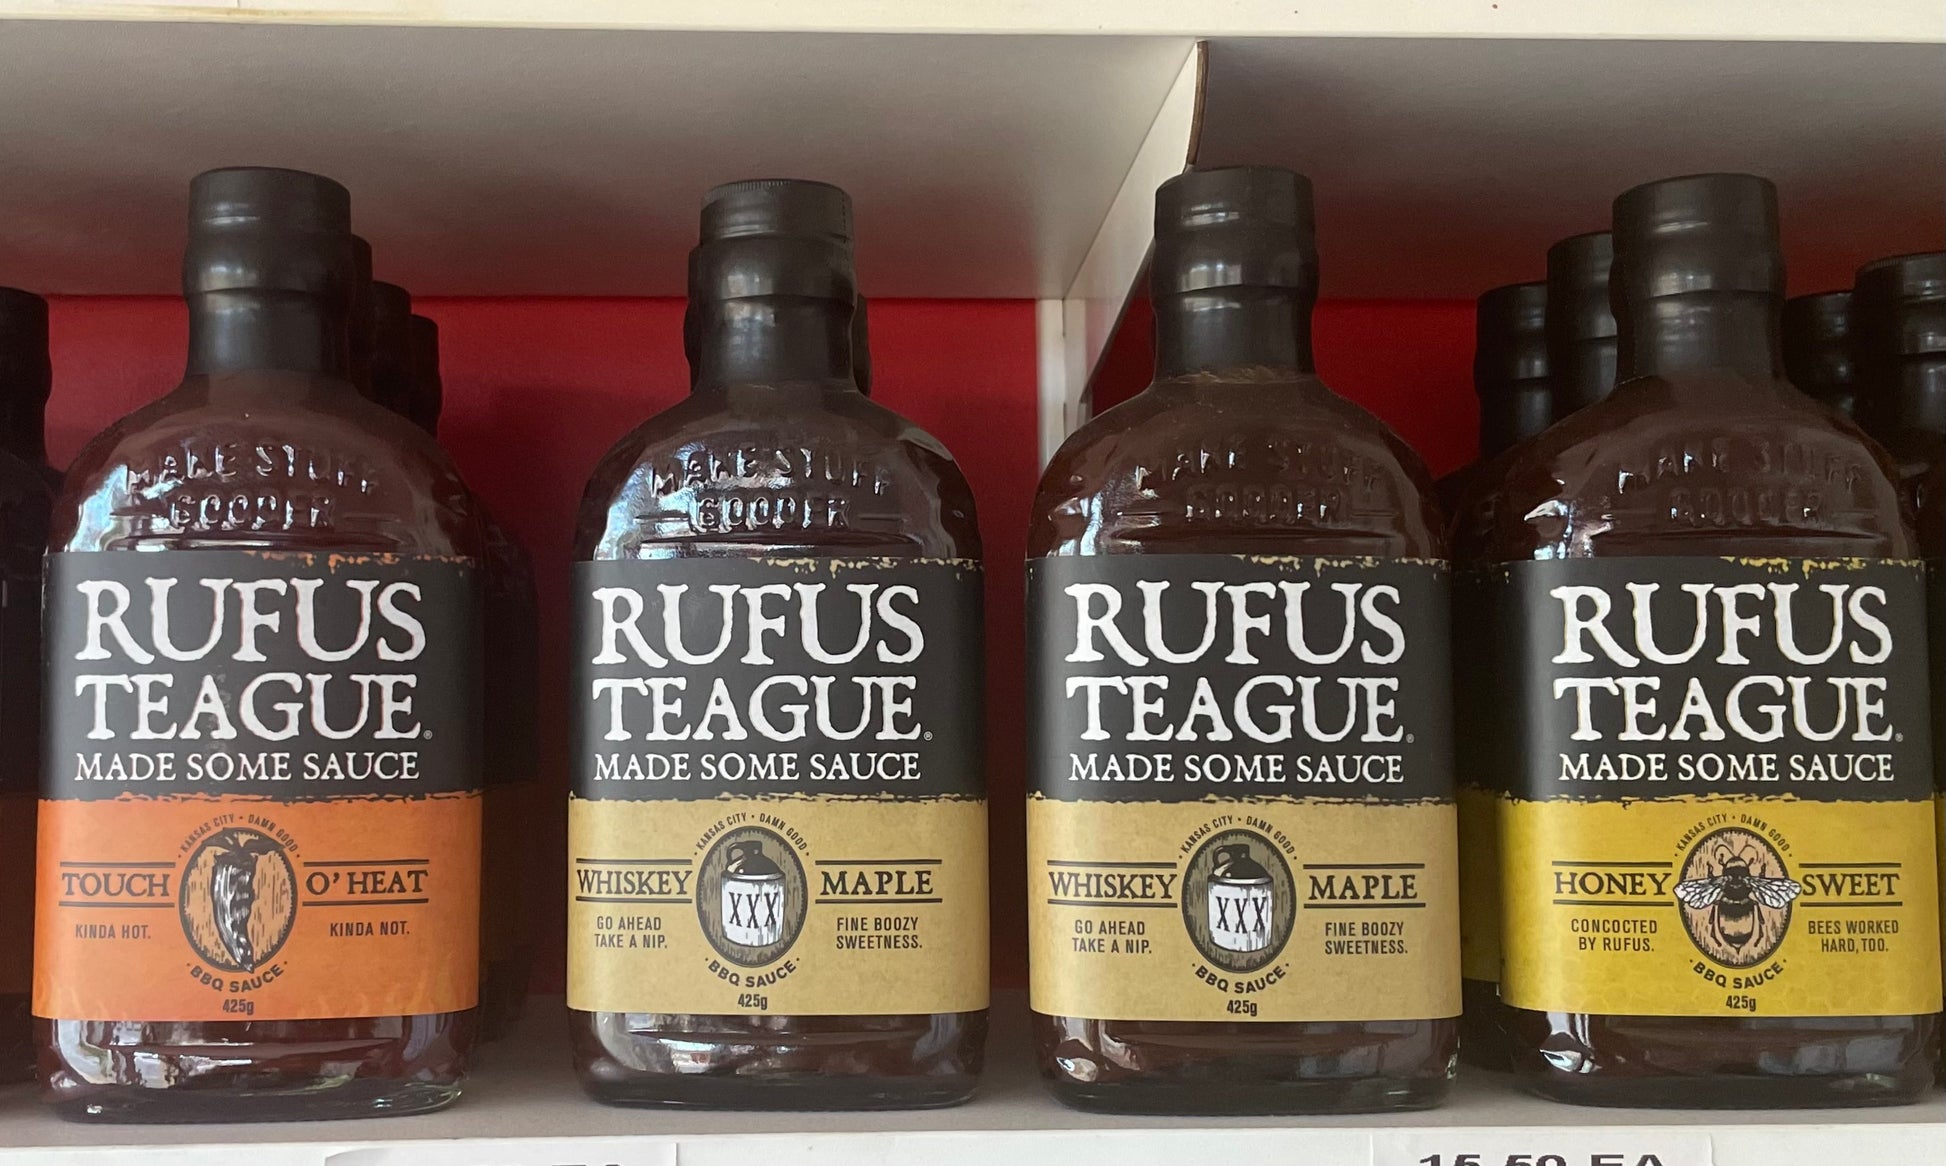 MAKE STUFF
GOODER
RUFUS
TEAGUE®
MADE SOME SAUCE
KANSAS CITY • DAMN GOOD
TOUCH O' HEAT
KINDA HOT. KINDA NOT.
BBQ SAUCE
425g
MAKE STUFF
GOODER
RUFUS
TEAGUE®
MADE SOME SAUCE
KANSAS CITY • DAMN GOOD
WHISKEY MAPLE
XXX
GO AHEAD
TAKE A NIP.
FINE BOOZY
SWEETNESS.
BBQ SAUCE
425g
MAKE STUFF
GOODER
RUFUS
TEAGUE®
MADE SOME SAUCE
KANSAS CITY • DAMN GOOD
WHISKEY MAPLE
XXX
GO AHEAD
TAKE A NIP.
FINE BOOZY
SWEETNESS.
BBQ SAUCE
425g
MAKE STUFF
GOODER
RUFUS
TEAGUE®
MADE SOME SAUCE
KANSAS CITY • DAMN GOOD
HONEY SWEET
CONCOCTED
BY RUFUS.
BEES WORKED
HARD, TOO.
BBQ SAUCE
425g
EA